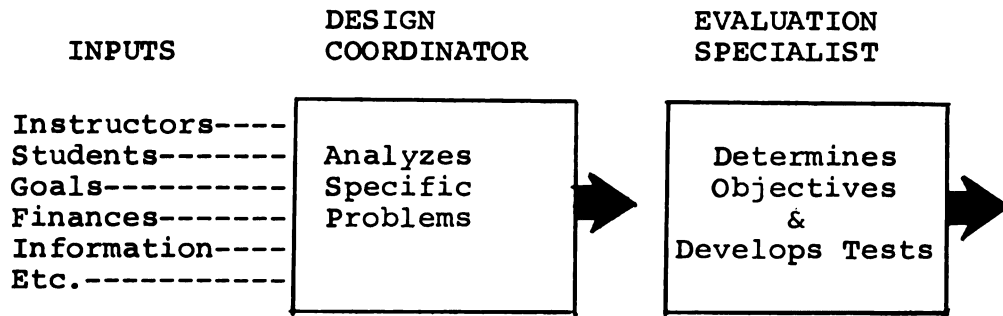 INPUTS
DESIGN
COORDINATOR
EVALUATION
SPECIALIST
Instructors----
Students-------
Goals----------
Finances-------
Information----
Etc.-----------
Analyzes
Specific
Problems
Determines
Objectives
&
Develops Tests